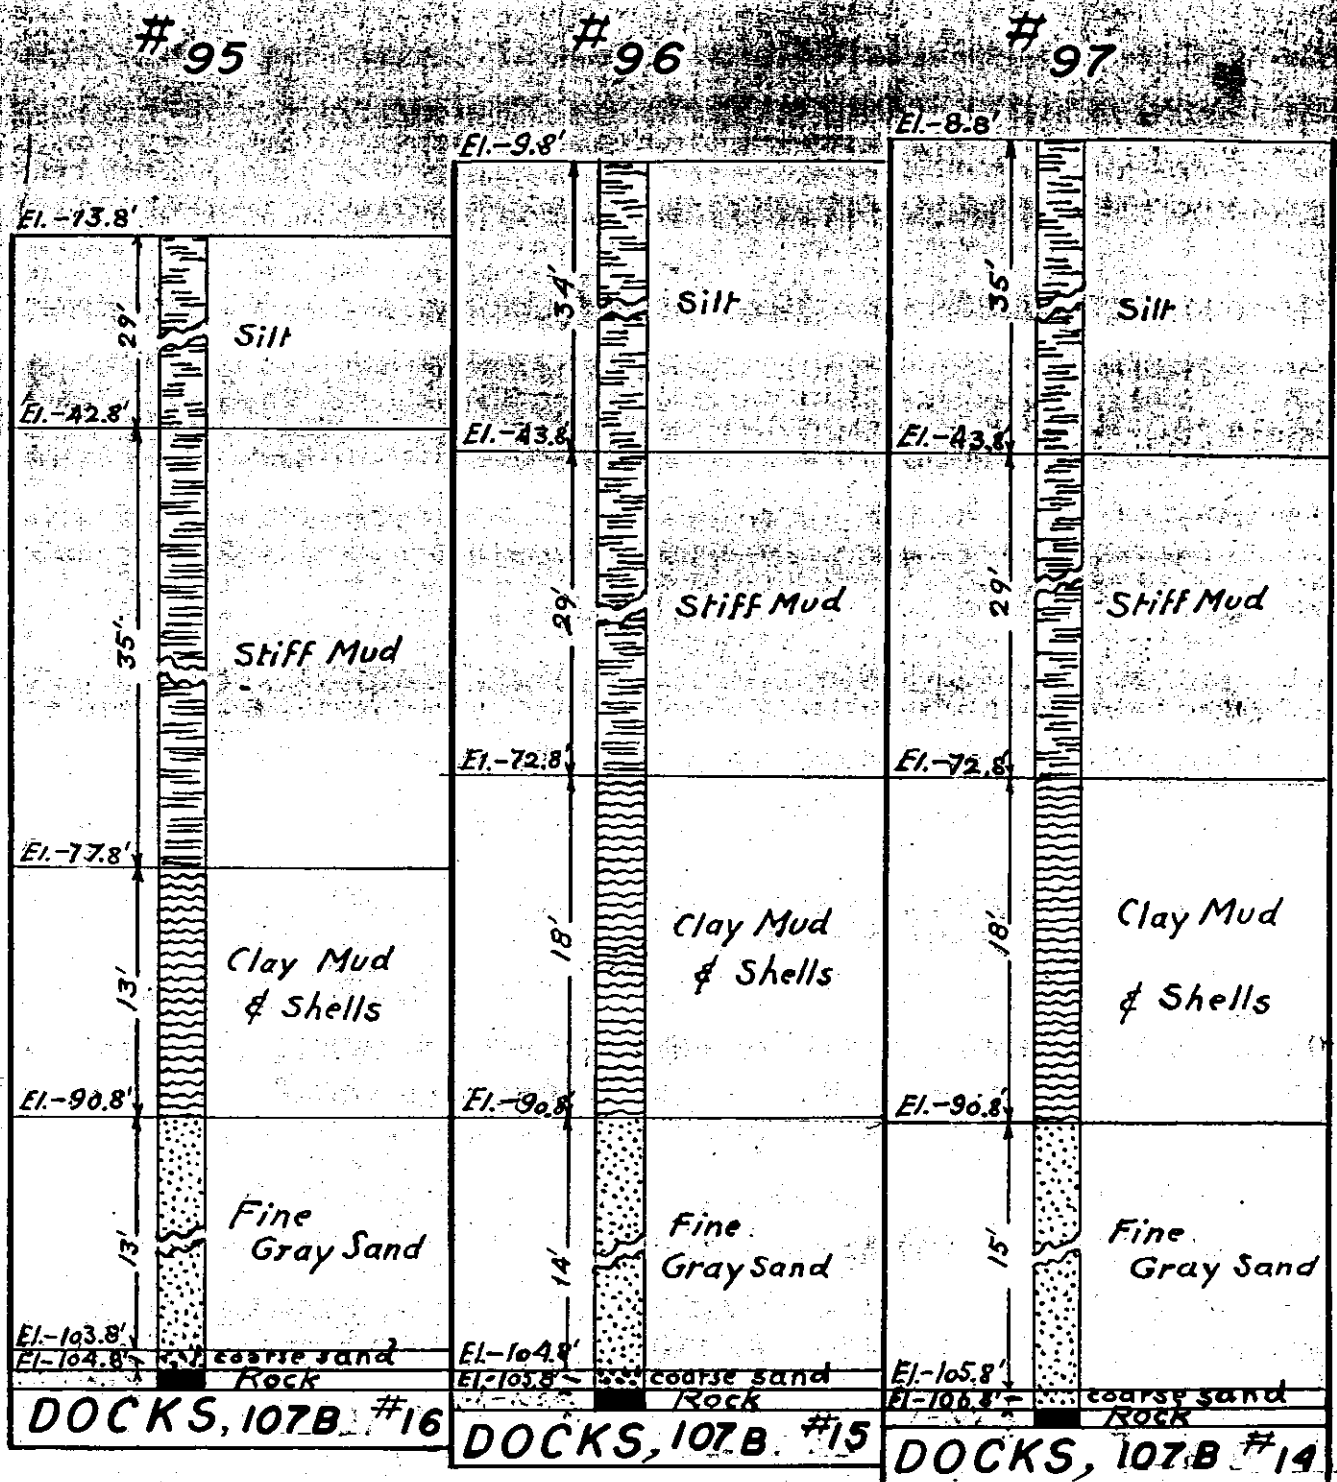 #95
El.-13.8'
29'
Silt
El.-42.8'
35'
Stiff Mud
El.-77.8'
13'
Clay Mud
& Shells
El.-90.8'
13'
Fine
Gray Sand
El.-103.8'
El.-104.8'
coarse sand
Rock
DOCKS, 107B #16
#96
El.-9.8'
34'
Silt
El.-43.8'
29'
Stiff Mud
El.-72.8'
18'
Clay Mud
& Shells
El.-90.8'
14'
Fine
Gray Sand
El.-104.8'
El.-105.8'
coarse sand
Rock
DOCKS, 107B. #15
#97
El.-8.8'
35'
Silt
El.-43.8'
29'
Stiff Mud
El.-72.8'
18'
Clay Mud
& Shells
El.-90.8'
15'
Fine
Gray Sand
El.-105.8'
El.-106.8'
coarse sand
Rock
DOCKS, 107B #14